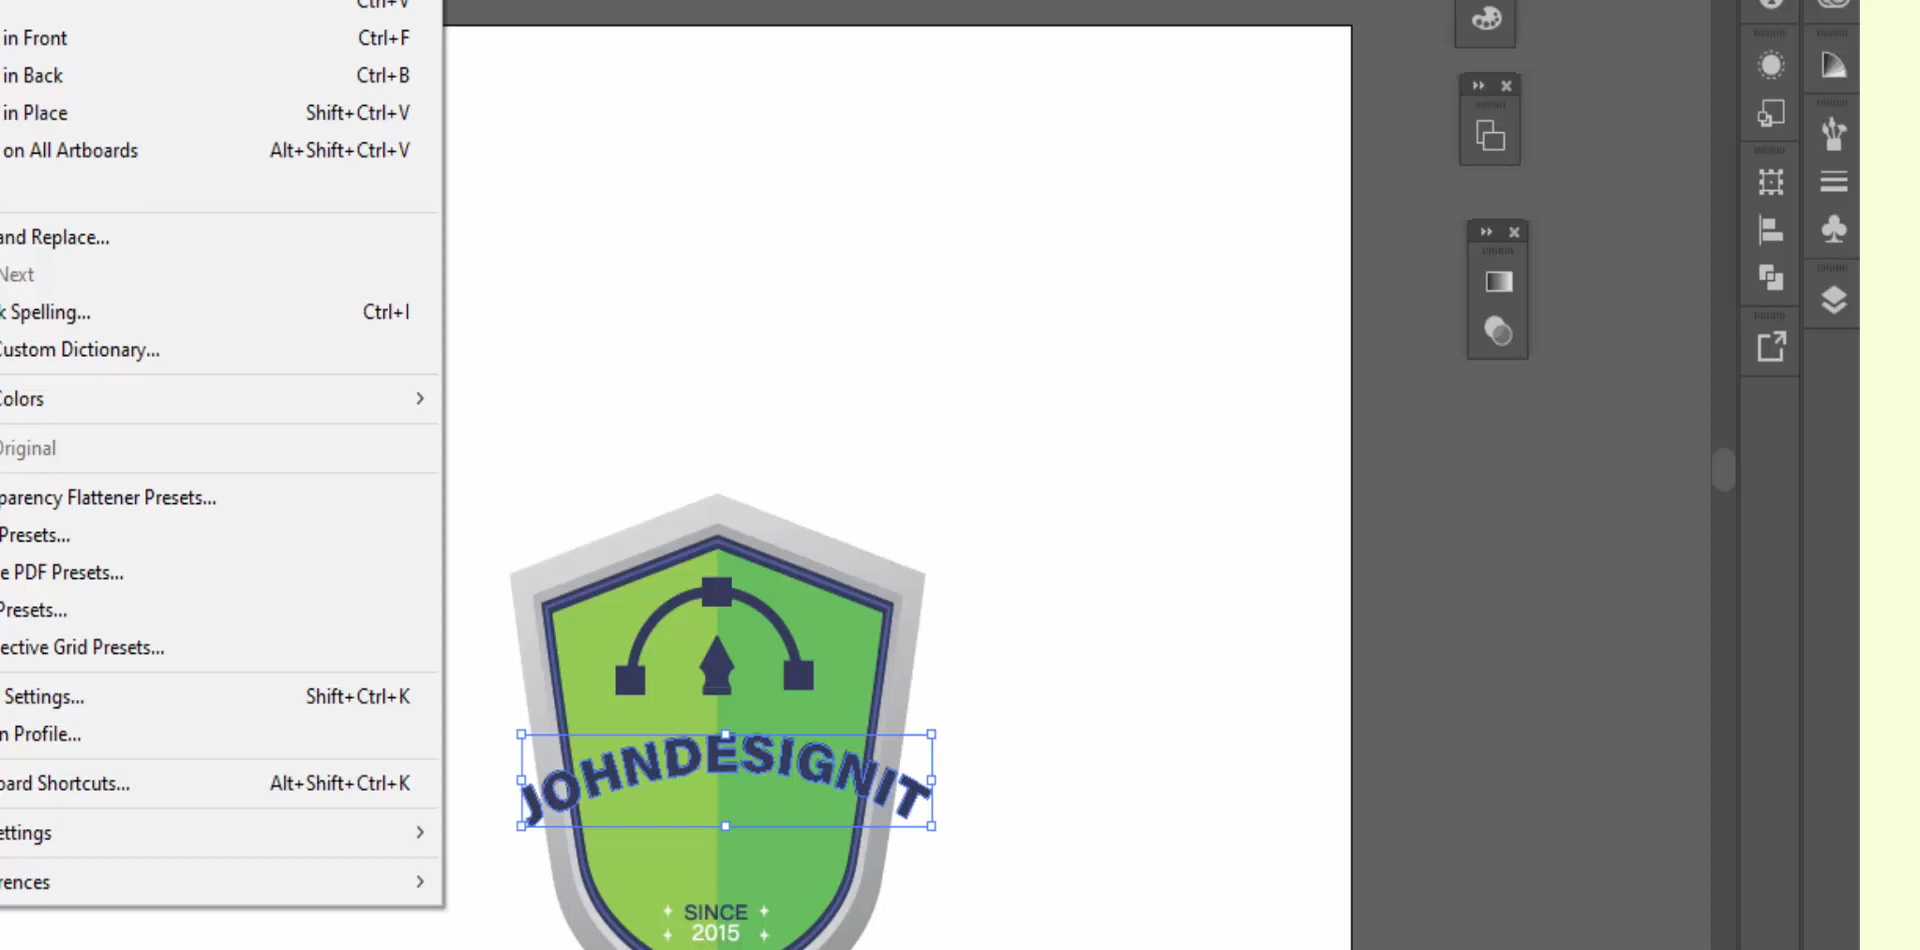 Ctrl+V
in Front Ctrl+F
in Back Ctrl+B
in Place Shift+Ctrl+V
on All Artboards Alt+Shift+Ctrl+V
and Replace...
Next
k Spelling... Ctrl+I
Custom Dictionary...
Colors
Original
parency Flattener Presets...
Presets...
e PDF Presets...
Presets...
ective Grid Presets...
Settings... Shift+Ctrl+K
n Profile...
oard Shortcuts... Alt+Shift+Ctrl+K
ettings
rences
JOHNDESIGNIT
SINCE
2015